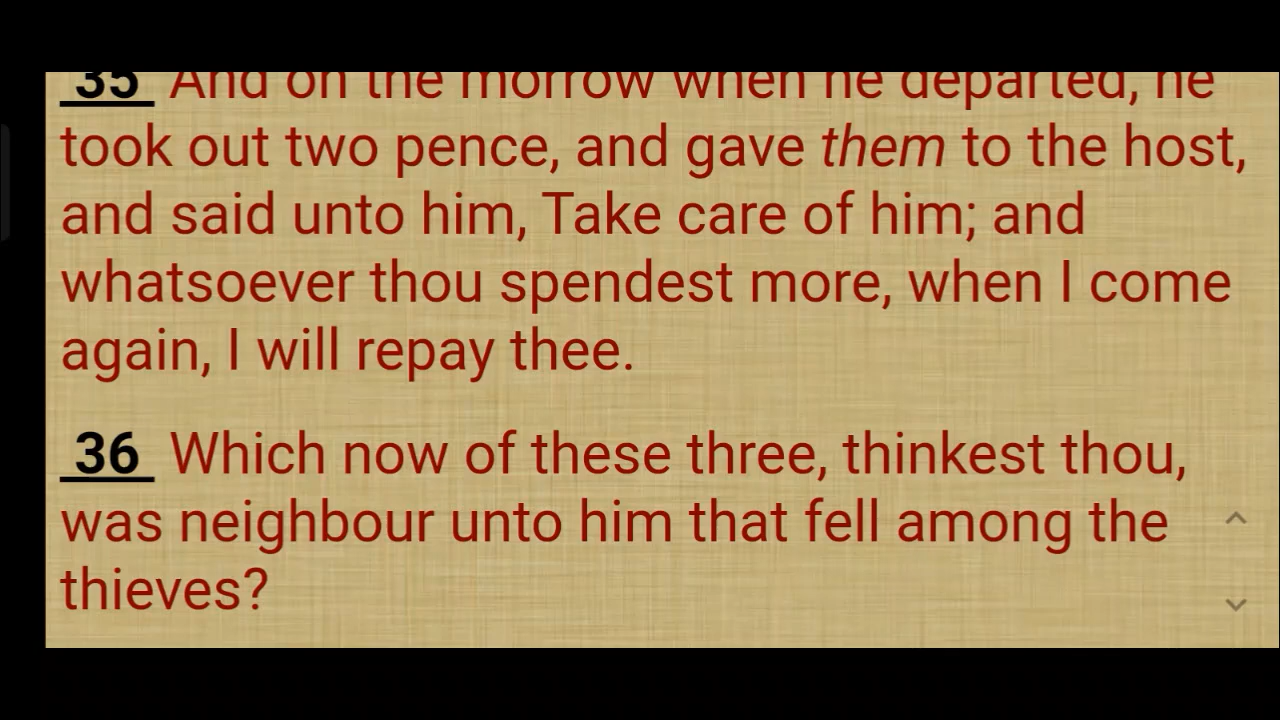 35 And on the morrow when he departed, he
took out two pence, and gave them to the host,
and said unto him, Take care of him; and
whatsoever thou spendest more, when I come
again, I will repay thee.
36 Which now of these three, thinkest thou,
was neighbour unto him that fell among the
thieves?